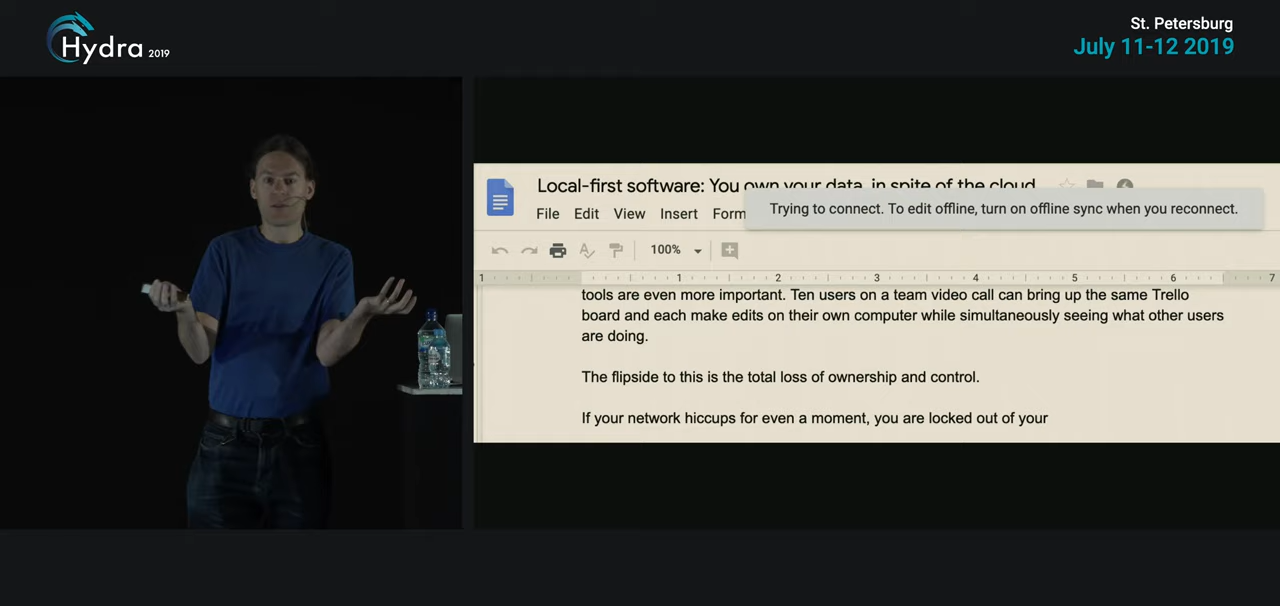 Hydra 2019
St. Petersburg
July 11-12 2019
Local-first software: You own your data, in spite of the cloud
Trying to connect. To edit offline, turn on offline sync when you reconnect.
File Edit View Insert Form
100%
1 1 2 3 4 5 6 7
tools are even more important. Ten users on a team video call can bring up the same Trello
board and each make edits on their own computer while simultaneously seeing what other users
are doing.
The flipside to this is the total loss of ownership and control.
If your network hiccups for even a moment, you are locked out of your